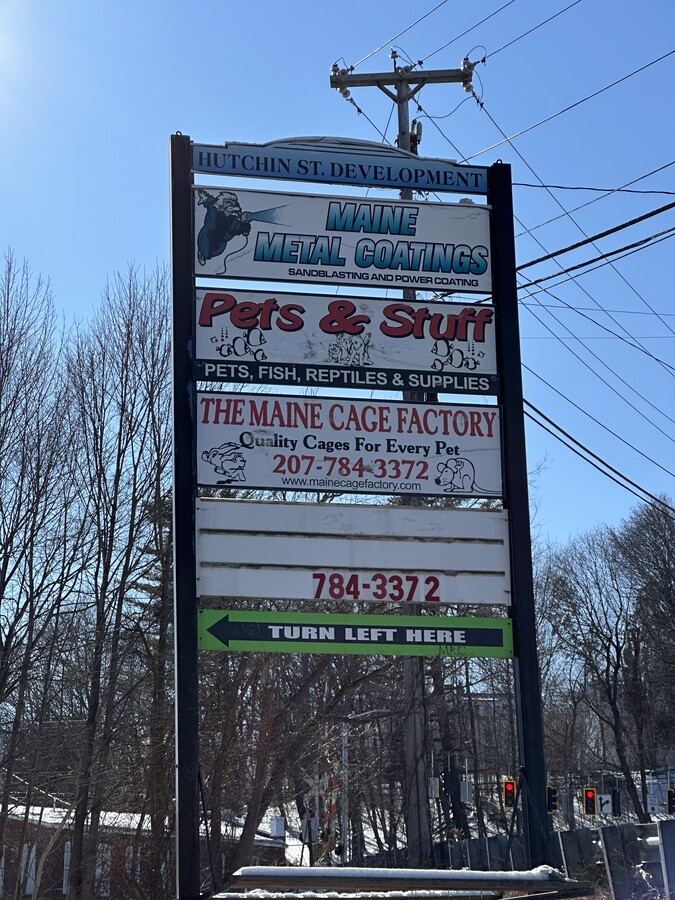 HUTCHIN ST. DEVELOPMENT
MAINE
METAL COATINGS
SANDBLASTING AND POWER COATING
Pets & Stuff
PETS, FISH, REPTILES & SUPPLIES
THE MAINE CAGE FACTORY
Quality Cages For Every Pet
207-784-3372
www.mainecagefactory.com
784-3372
TURN LEFT HERE